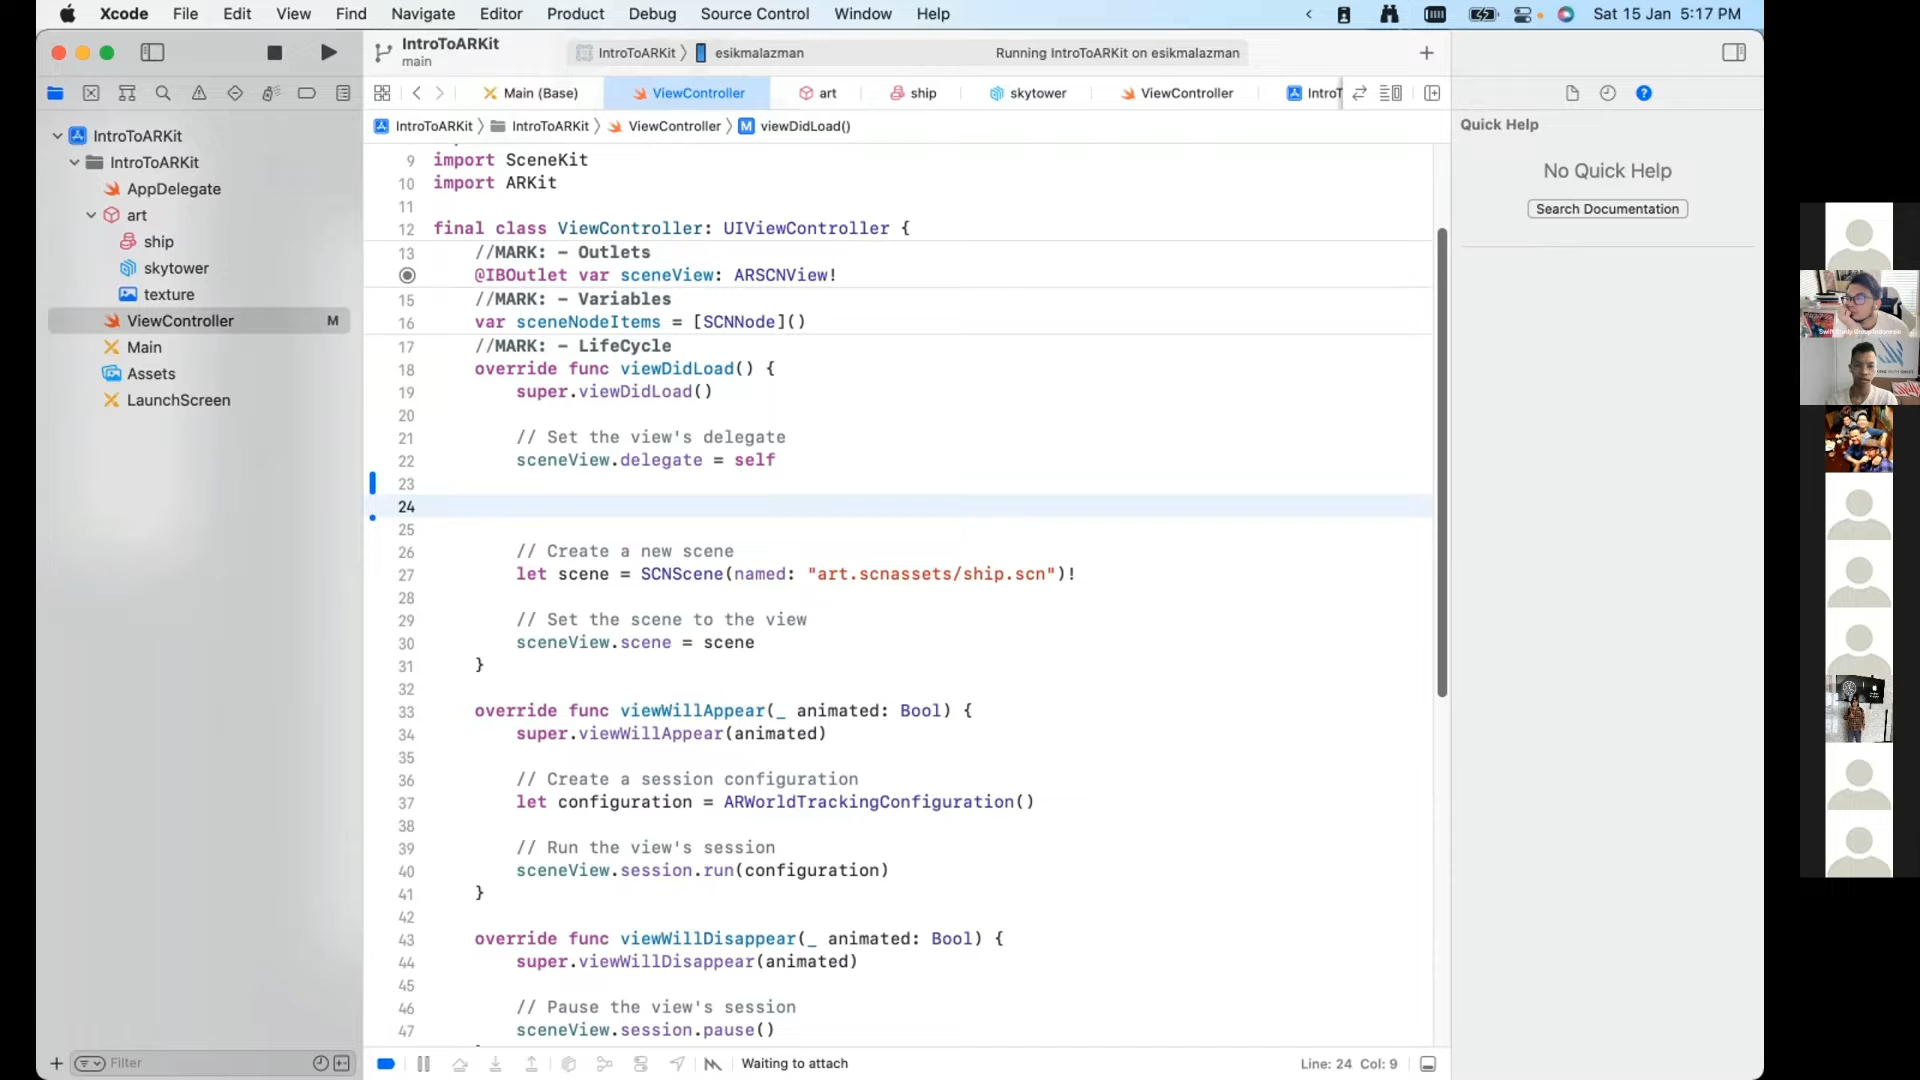 Xcode File Edit View Find Navigate Editor Product Debug Source Control Window Help Sat 15 Jan 5:17 PM
IntroToARKit
main
IntroToARKit esikmalazman Running IntroToARKit on esikmalazman
Main (Base) ViewController art ship skytower ViewController IntroT
IntroToARKit IntroToARKit ViewController M viewDidLoad()
IntroToARKit
IntroToARKit
AppDelegate
art
ship
skytower
texture
ViewController M
Main
Assets
LaunchScreen
Filter
9 import SceneKit
10 import ARKit
11
12 final class ViewController: UIViewController {
13 //MARK: - Outlets
@IBOutlet var sceneView: ARSCNView!
15 //MARK: - Variables
16 var sceneNodeItems = [SCNNode]()
17 //MARK: - LifeCycle
18 override func viewDidLoad() {
19 super.viewDidLoad()
20
21 // Set the view's delegate
22 sceneView.delegate = self
23
24
25
26 // Create a new scene
27 let scene = SCNScene(named: "art.scnassets/ship.scn")!
28
29 // Set the scene to the view
30 sceneView.scene = scene
31 }
32
33 override func viewWillAppear(_ animated: Bool) {
34 super.viewWillAppear(animated)
35
36 // Create a session configuration
37 let configuration = ARWorldTrackingConfiguration()
38
39 // Run the view's session
40 sceneView.session.run(configuration)
41 }
42
43 override func viewWillDisappear(_ animated: Bool) {
44 super.viewWillDisappear(animated)
45
46 // Pause the view's session
47 sceneView.session.pause()
Waiting to attach
Line: 24 Col: 9
Quick Help
No Quick Help
Search Documentation
Swift Study Group Indonesia